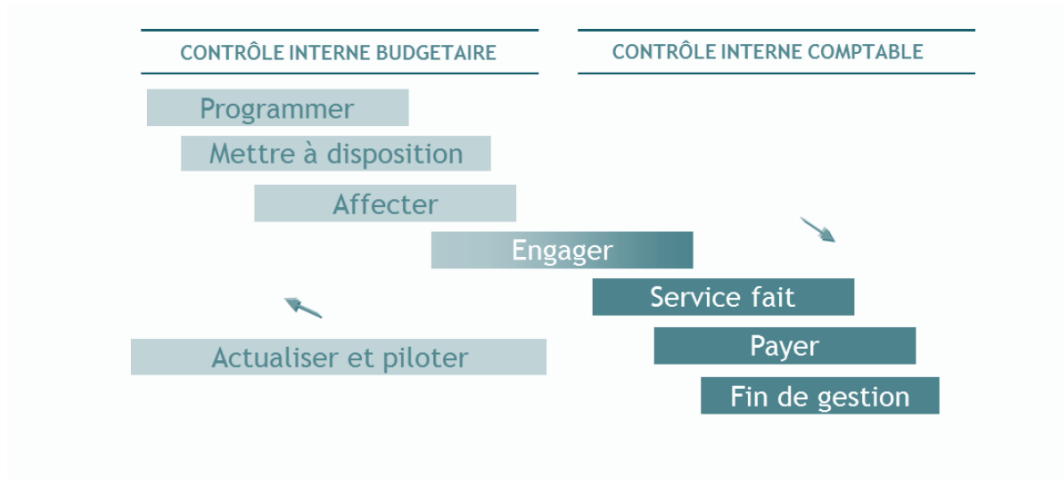 CONTRÔLE INTERNE BUDGETAIRE
CONTRÔLE INTERNE COMPTABLE
Programmer
Mettre à disposition
Affecter
Engager
Service fait
Payer
Actualiser et piloter
Fin de gestion